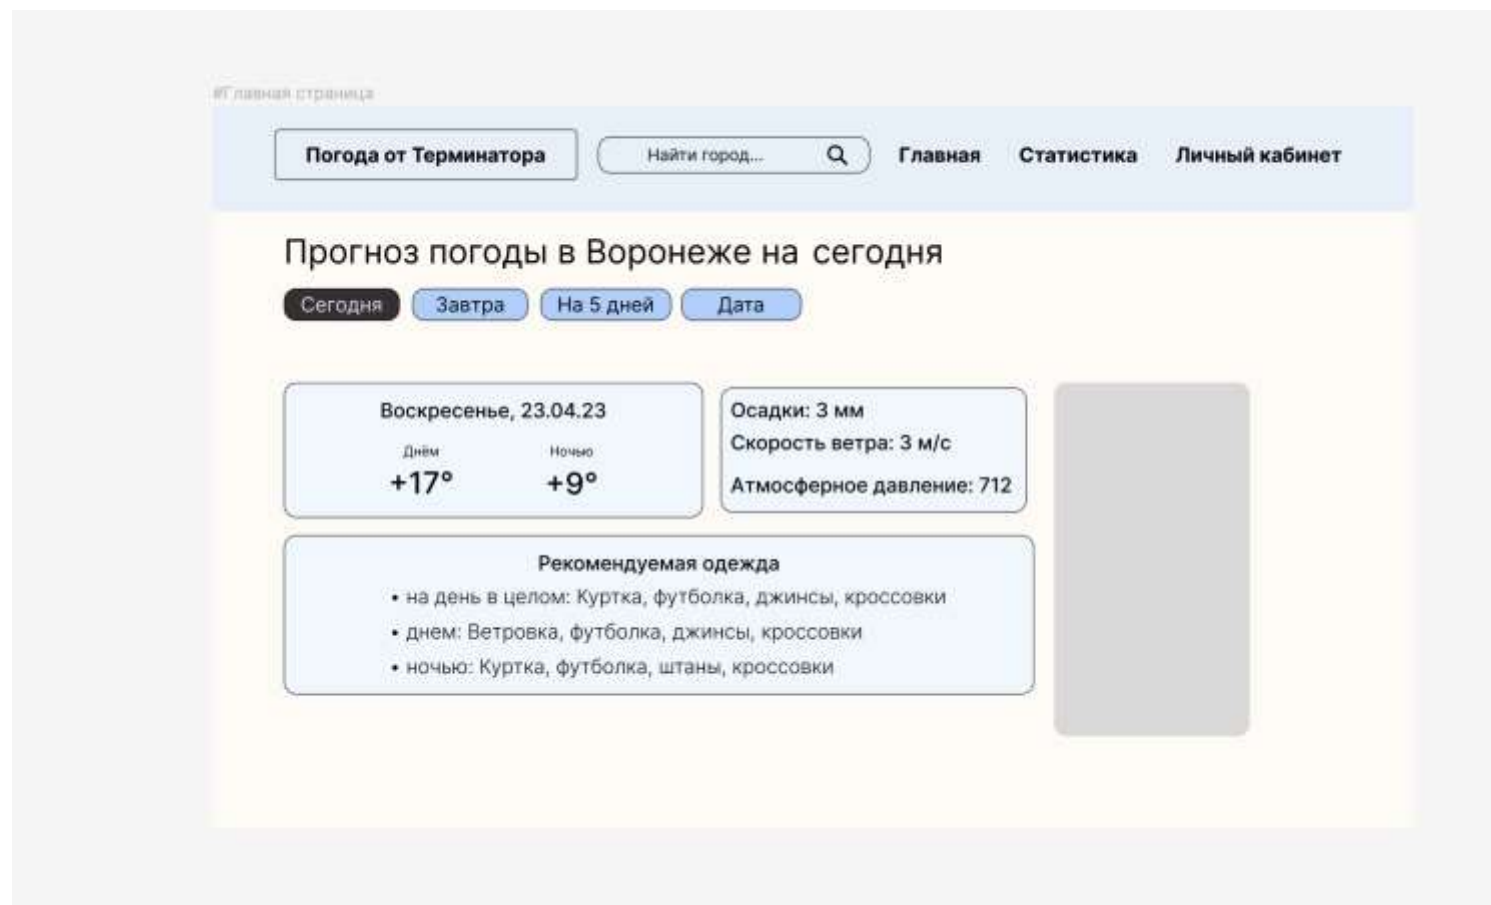 #Главная страница
Погода от Терминатора
Найти город...
Главная
Статистика
Личный кабинет
Прогноз погоды в Воронеже на сегодня
Сегодня
Завтра
На 5 дней
Дата
Воскресенье, 23.04.23
Днём
Ночью
+17°
+9°
Осадки: 3 мм
Скорость ветра: 3 м/с
Атмосферное давление: 712
Рекомендуемая одежда
• на день в целом: Куртка, футболка, джинсы, кроссовки
• днем: Ветровка, футболка, джинсы, кроссовки
• ночью: Куртка, футболка, штаны, кроссовки